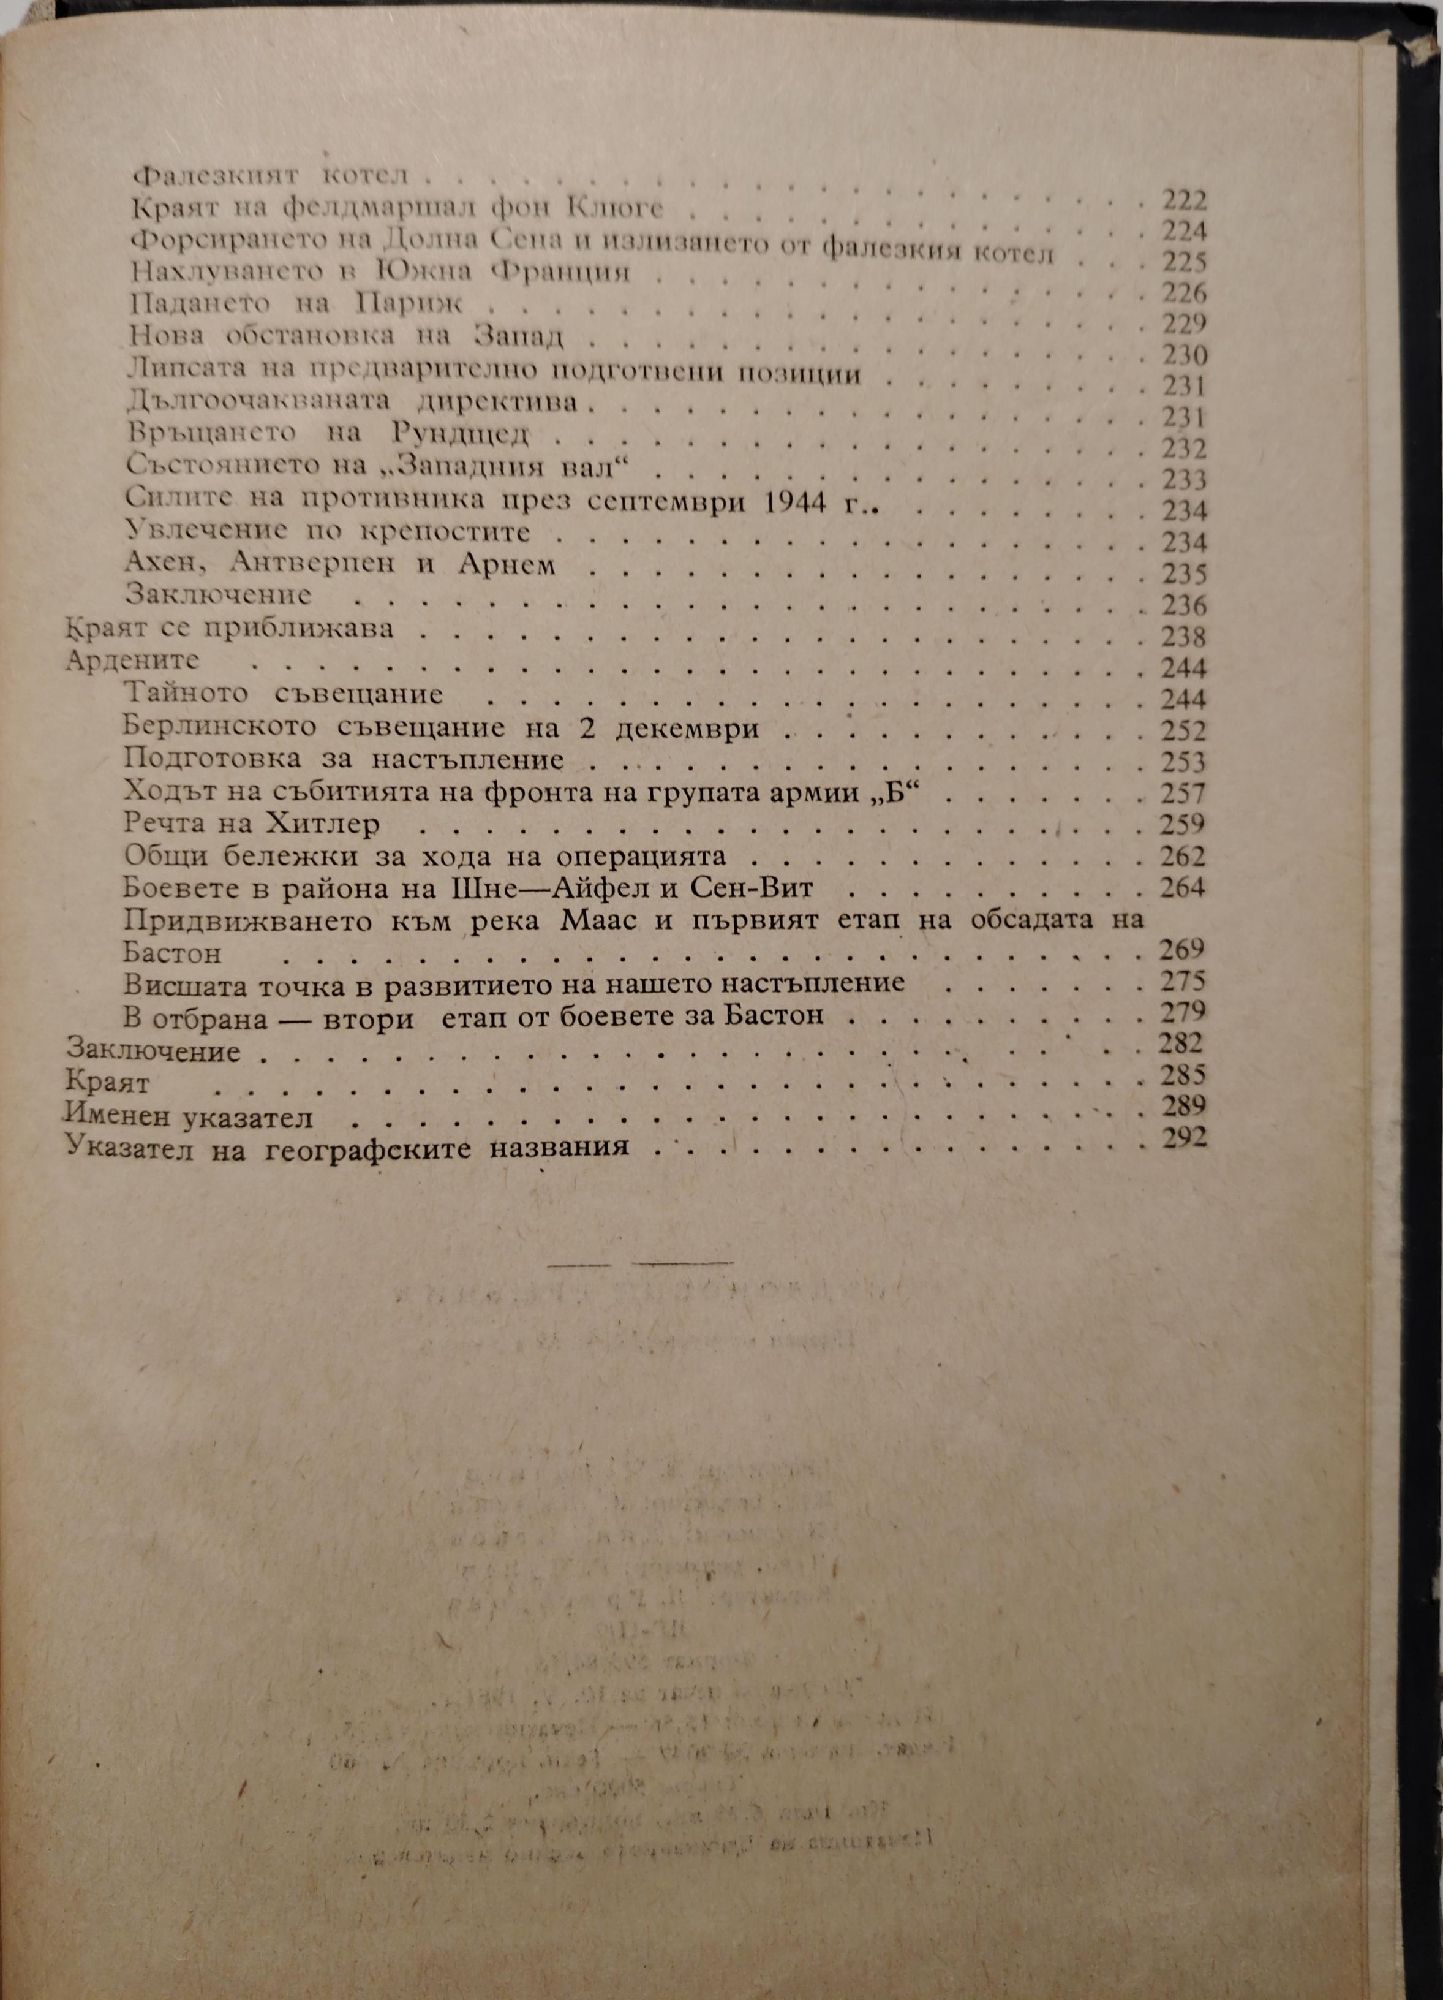 Фалезкият котел . . . . . . . . . . . . . . . . . . . . . . 222
Краят на фелдмаршал фон Клюге . . . . . . . . . . . . . . 224
Форсирането на Долна Сена и излизането от фалезкия котел . . . 225
Нахлуването в Южна Франция . . . . . . . . . . . . . . . 226
Падането на Париж . . . . . . . . . . . . . . . . . . . . 229
Нова обстановка на Запад . . . . . . . . . . . . . . . . . 230
Липсата на предварително подготвени позиции . . . . . . . . 231
Дългоочакваната директива . . . . . . . . . . . . . . . . . 231
Връщането на Рундщед . . . . . . . . . . . . . . . . . . 232
Състоянието на „Западния вал“ . . . . . . . . . . . . . . . 233
Силите на противника през септември 1944 г. . . . . . . . . . 234
Увлечение по крепостите . . . . . . . . . . . . . . . . . . 234
Ахен, Антверпен и Арнем . . . . . . . . . . . . . . . . . 235
Заключение . . . . . . . . . . . . . . . . . . . . . . . . 236
Краят се приближава . . . . . . . . . . . . . . . . . . . . . . 238
Ардените . . . . . . . . . . . . . . . . . . . . . . . . . . . 244
Тайното съвещание . . . . . . . . . . . . . . . . . . . . 244
Берлинското съвещание на 2 декември . . . . . . . . . . . 252
Подготовка за настъпление . . . . . . . . . . . . . . . . . 253
Ходът на събитията на фронта на групата армии „Б“ . . . . . . . 257
Речта на Хитлер . . . . . . . . . . . . . . . . . . . . . . 259
Общи бележки за хода на операцията . . . . . . . . . . . . 262
Боевете в района на Шне—Айфел и Сен-Вит . . . . . . . . . 264
Придвижването към река Маас и първият етап на обсадата на
Бастон . . . . . . . . . . . . . . . . . . . . . . . . . . 269
Висшата точка в развитието на нашето настъпление . . . . . . . 275
В отбрана — втори етап от боевете за Бастон . . . . . . . . . . 279
Заключение . . . . . . . . . . . . . . . . . . . . . . . . . . . 282
Краят . . . . . . . . . . . . . . . . . . . . . . . . . . . . 285
Именен указател . . . . . . . . . . . . . . . . . . . . . . . . 289
Указател на географските названия . . . . . . . . . . . . . . . 292